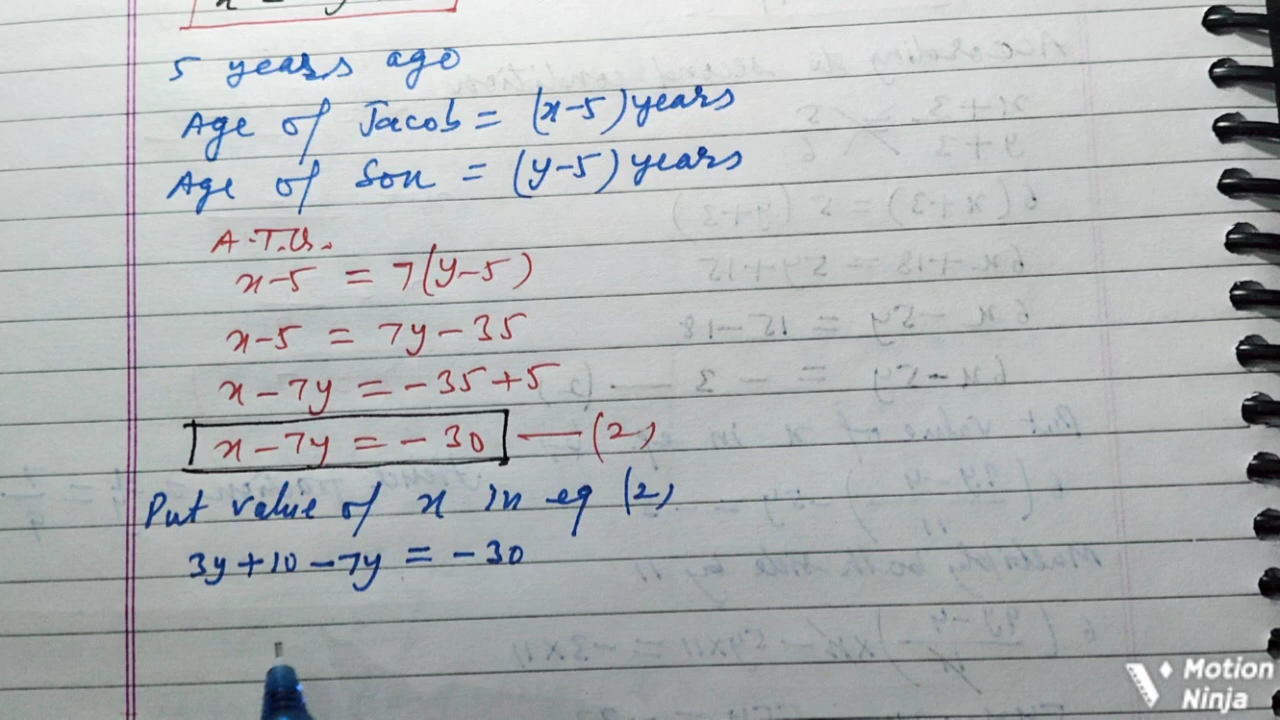 5 years ago
Age of Jacob = (x-5) years
Age of Son = (y-5) years
A.T.Q.
x-5 = 7(y-5)
x-5 = 7y-35
x-7y = -35+5
x-7y = -30 —(2)
Put value of x in eq (2)
3y+10-7y = -30
Motion
Ninja